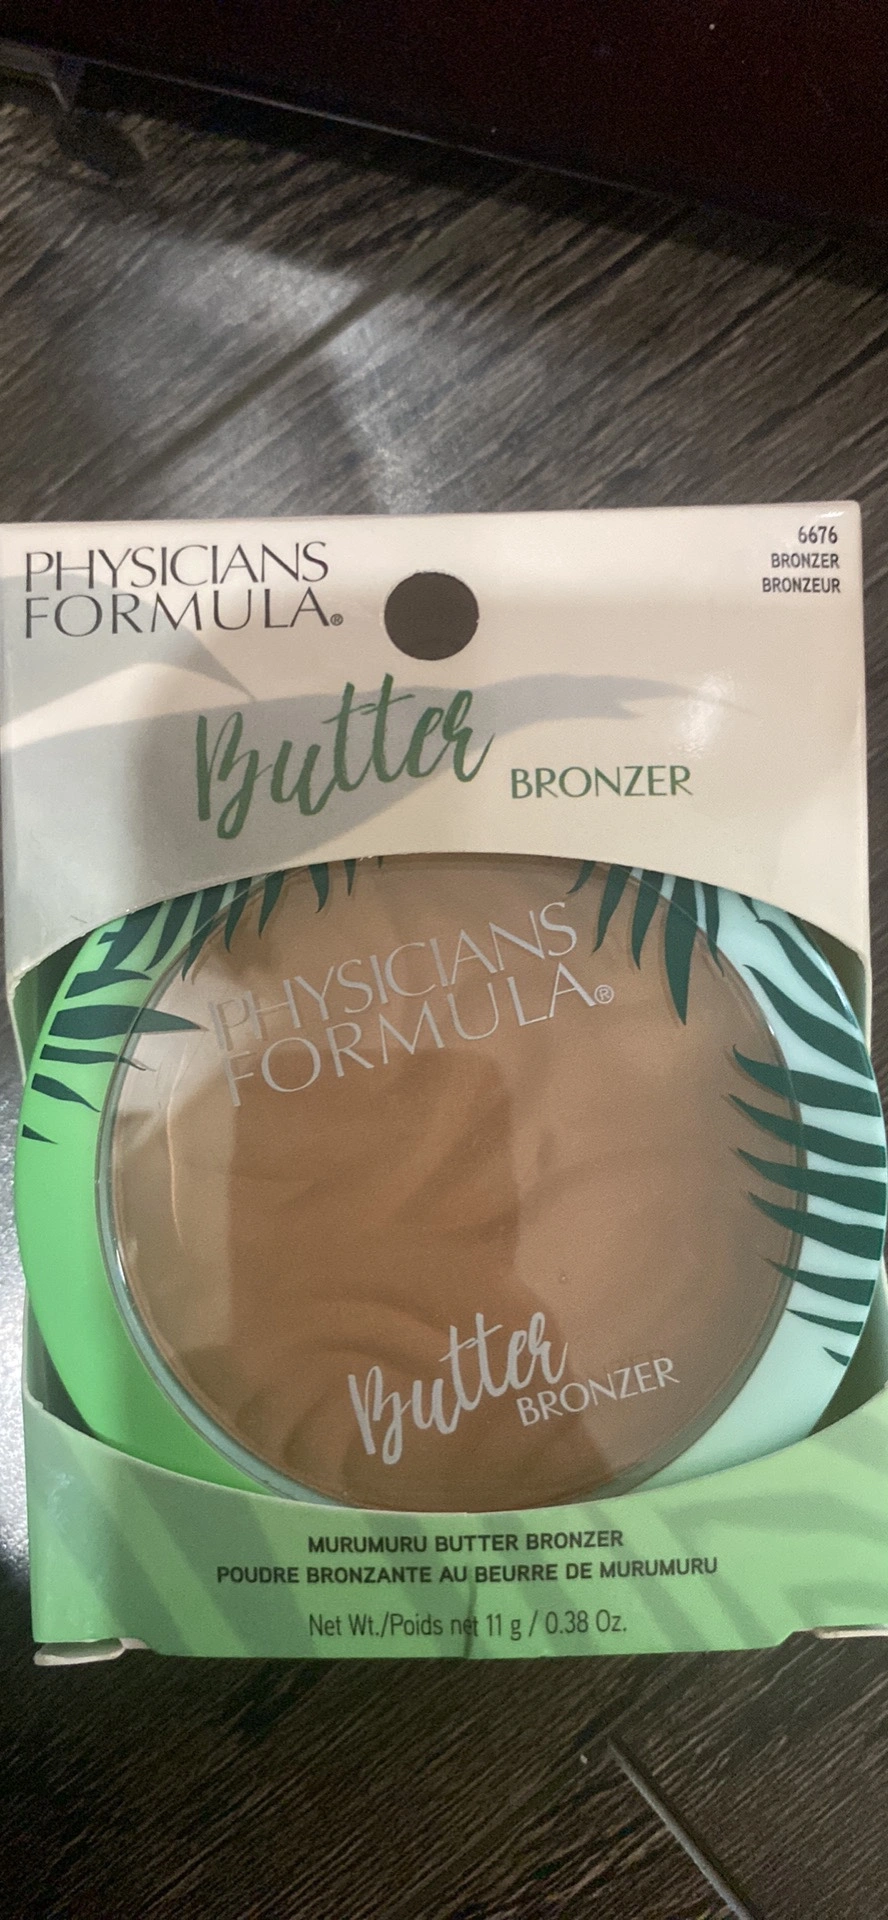 PHYSICIANS
FORMULA®
6676
BRONZER
BRONZEUR
Butter BRONZER
PHYSICIANS
FORMULA®
Butter
BRONZER
MURUMURU BUTTER BRONZER
POUDRE BRONZANTE AU BEURRE DE MURUMURU
Net Wt./Poids net 11 g / 0.38 Oz.